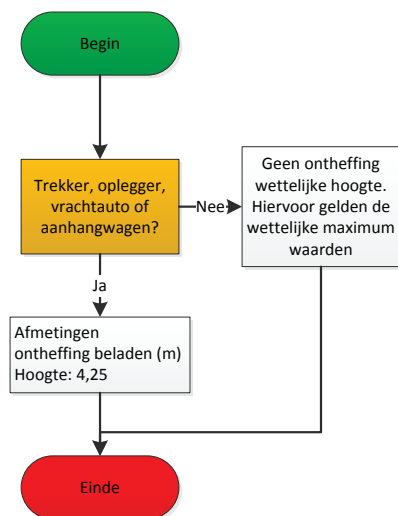 Begin
Trekker, oplegger,
vrachtauto of
aanhangwagen?
Nee
Geen ontheffing
wettelijke hoogte.
Hiervoor gelden de
wettelijke maximum
waarden
Ja
Afmetingen
ontheffing beladen (m)
Hoogte: 4,25
Einde